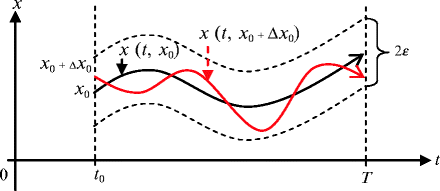 x
x (t, x₀)
x (t, x₀ + Δx₀)
x₀ + Δx₀
x₀
2ε
0
t₀
T
t